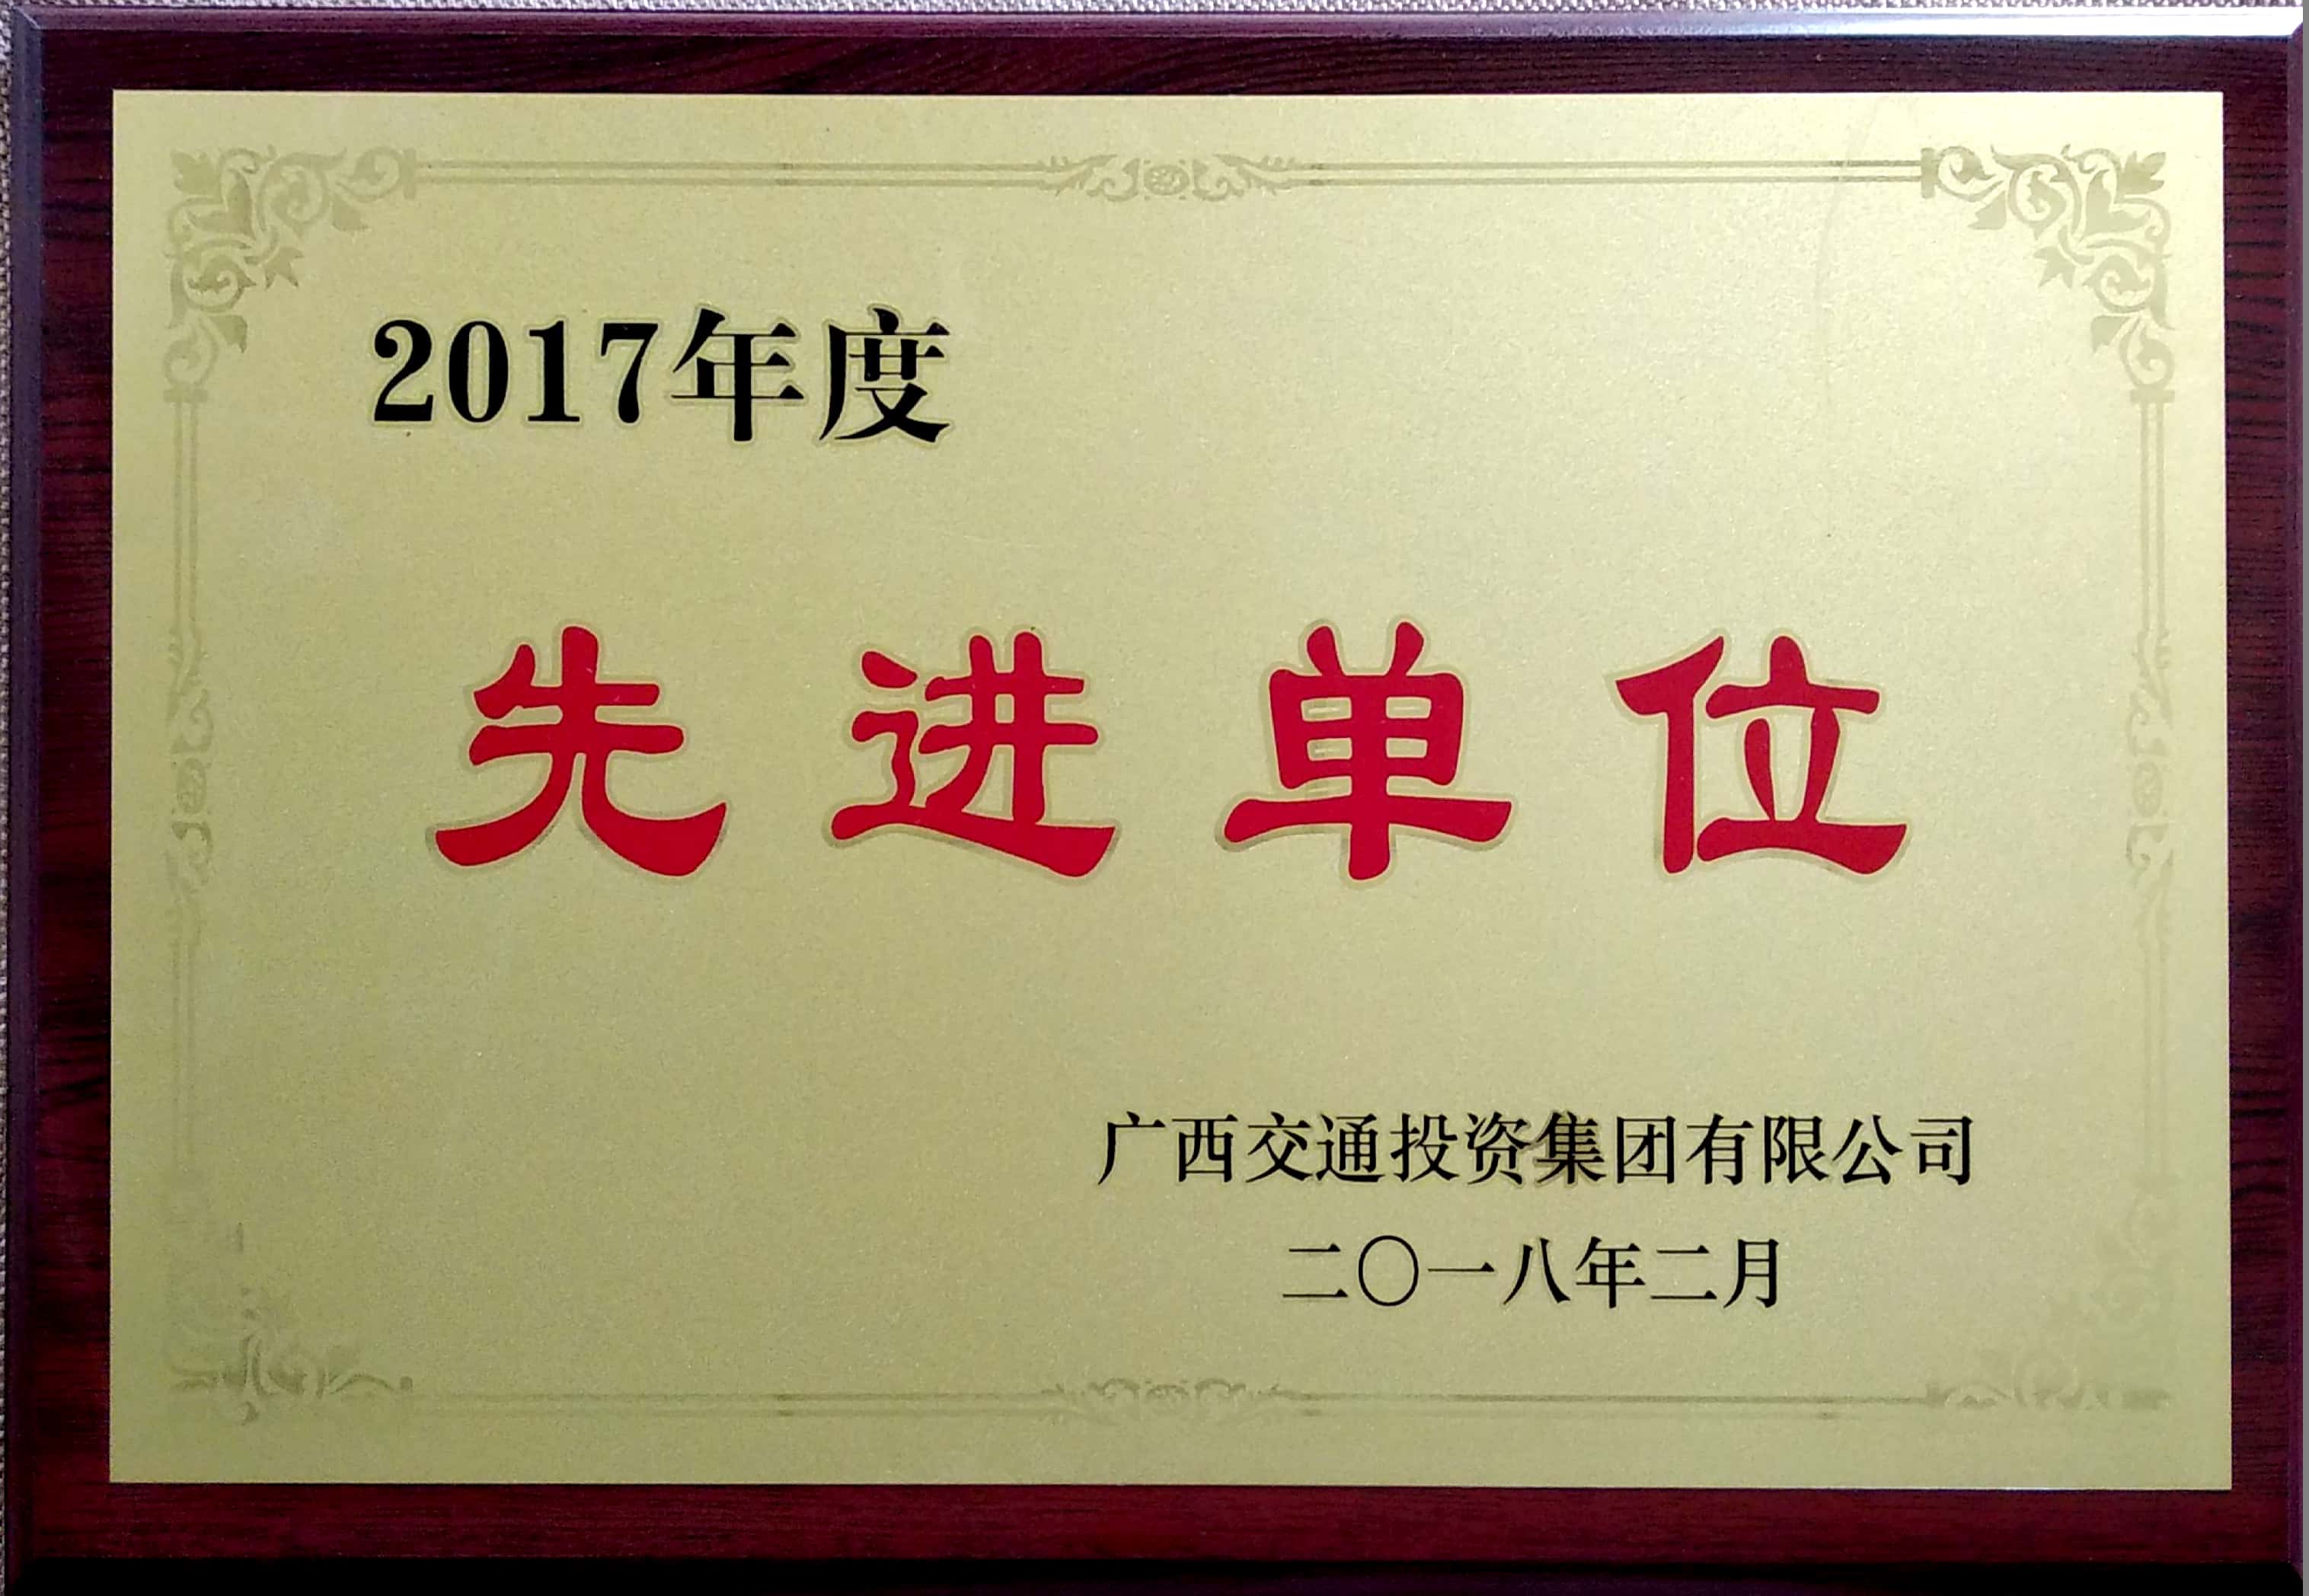 2017年度
先进单位
广西交通投资集团有限公司
二〇一八年二月